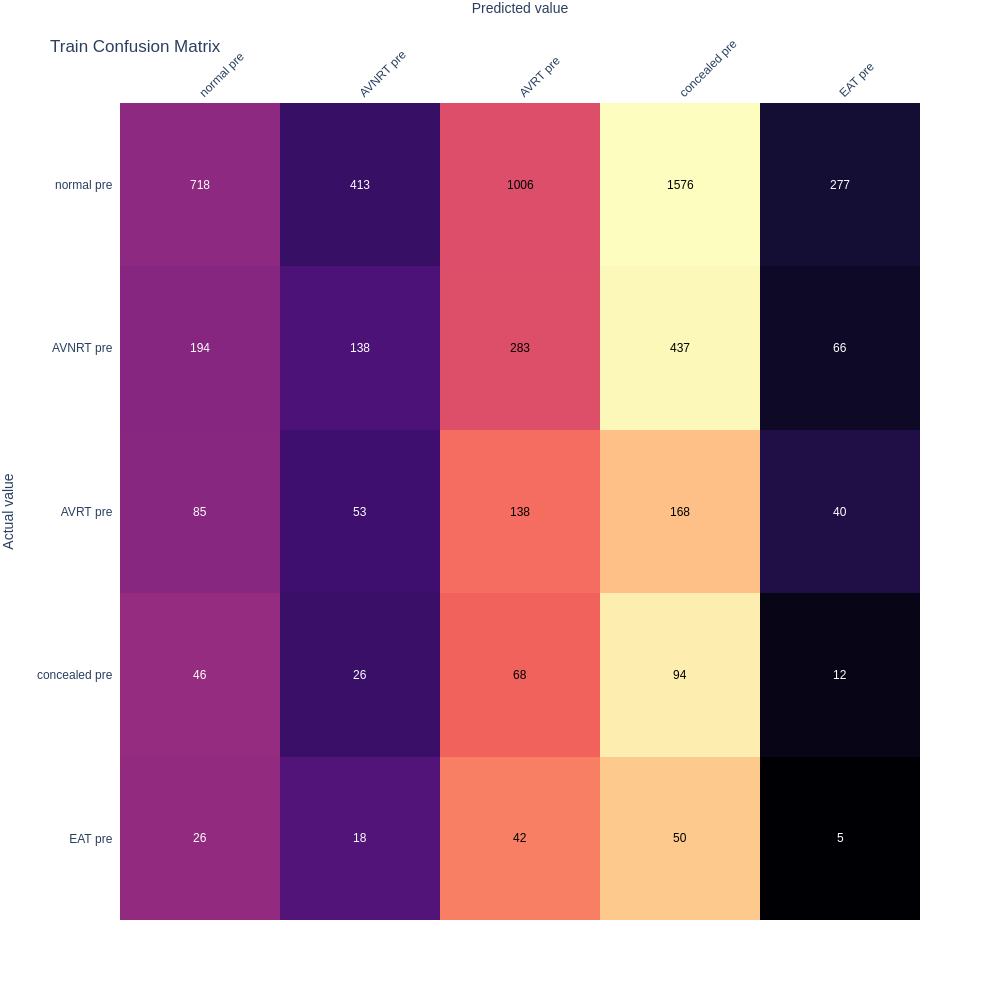 Predicted value
Train Confusion Matrix
normal pre AVNRT pre AVRT pre concealed pre EAT pre
normal pre 718 413 1006 1576 277
AVNRT pre 194 138 283 437 66
Actual value
AVRT pre 85 53 138 168 40
concealed pre 46 26 68 94 12
EAT pre 26 18 42 50 5